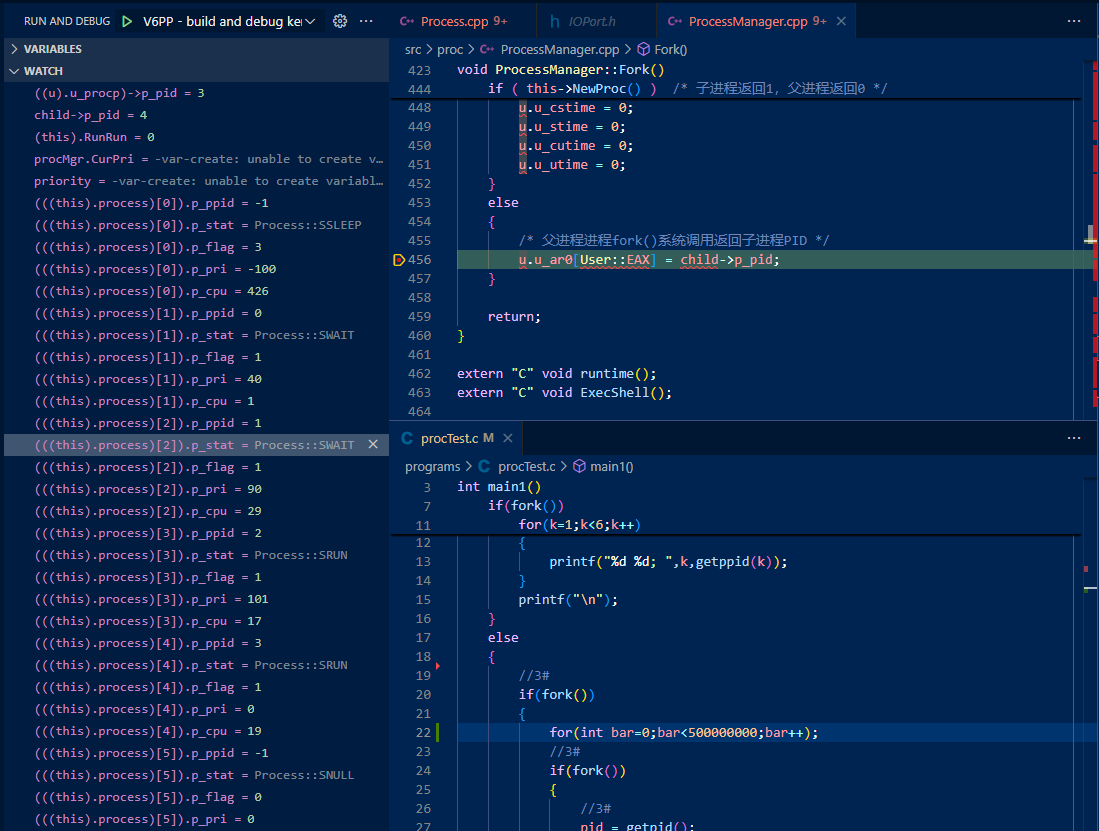 RUN AND DEBUG V6PP - build and debug ker
VARIABLES
WATCH
((u).u_procp)->p_pid = 3
child->p_pid = 4
(this).RunRun = 0
procMgr.CurPri = -var-create: unable to create v…
priority = -var-create: unable to create variabl…
(((this).process)[0]).p_ppid = -1
(((this).process)[0]).p_stat = Process::SSLEEP
(((this).process)[0]).p_flag = 3
(((this).process)[0]).p_pri = -100
(((this).process)[0]).p_cpu = 426
(((this).process)[1]).p_ppid = 0
(((this).process)[1]).p_stat = Process::SWAIT
(((this).process)[1]).p_flag = 1
(((this).process)[1]).p_pri = 40
(((this).process)[1]).p_cpu = 1
(((this).process)[2]).p_ppid = 1
(((this).process)[2]).p_stat = Process::SWAIT
(((this).process)[2]).p_flag = 1
(((this).process)[2]).p_pri = 90
(((this).process)[2]).p_cpu = 29
(((this).process)[3]).p_ppid = 2
(((this).process)[3]).p_stat = Process::SRUN
(((this).process)[3]).p_flag = 1
(((this).process)[3]).p_pri = 101
(((this).process)[3]).p_cpu = 17
(((this).process)[4]).p_ppid = 3
(((this).process)[4]).p_stat = Process::SRUN
(((this).process)[4]).p_flag = 1
(((this).process)[4]).p_pri = 0
(((this).process)[4]).p_cpu = 19
(((this).process)[5]).p_ppid = -1
(((this).process)[5]).p_stat = Process::SNULL
(((this).process)[5]).p_flag = 0
(((this).process)[5]).p_pri = 0
Process.cpp 9+ h IOPort.h ProcessManager.cpp 9+
src > proc > ProcessManager.cpp > Fork()
423 void ProcessManager::Fork()
444 if ( this->NewProc() ) /* 子进程返回1，父进程返回0 */
448 u.u_cstime = 0;
449 u.u_stime = 0;
450 u.u_cutime = 0;
451 u.u_utime = 0;
452 }
453 else
454 {
455 /* 父进程进程fork()系统调用返回子进程PID */
456 u.u_ar0[User::EAX] = child->p_pid;
457 }
458
459 return;
460 }
461
462 extern "C" void runtime();
463 extern "C" void ExecShell();
464
C procTest.c M
programs > C procTest.c > main1()
3 int main1()
7 if(fork())
11 for(k=1;k<6;k++)
12 {
13 printf("%d %d; ",k,getppid(k));
14 }
15 printf("\n");
16 }
17 else
18 {
19 //3#
20 if(fork())
21 {
22 for(int bar=0;bar<500000000;bar++);
23 //3#
24 if(fork())
25 {
26 //3#
27 pid = getpid();